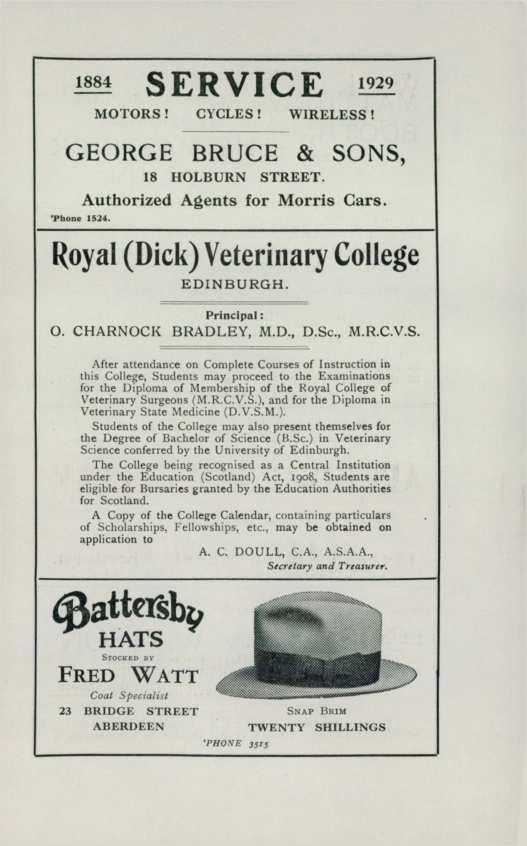 1884 SERVICE 1929
MOTORS! CYCLES! WIRELESS!
GEORGE BRUCE & SONS,
18 HOLBURN STREET.
Authorized Agents for Morris Cars.
'Phone 1524.
Royal (Dick) Veterinary College
EDINBURGH.
Principal:
O. CHARNOCK BRADLEY, M.D., D.Sc., M.R.C.V.S.
After attendance on Complete Courses of Instruction in
this College, Students may proceed to the Examinations
for the Diploma of Membership of the Royal College of
Veterinary Surgeons (M.R.C.V.S.), and for the Diploma in
Veterinary State Medicine (D.V.S.M.).
Students of the College may also present themselves for
the Degree of Bachelor of Science (B.Sc.) in Veterinary
Science conferred by the University of Edinburgh.
The College being recognised as a Central Institution
under the Education (Scotland) Act, 1908, Students are
eligible for Bursaries granted by the Education Authorities
for Scotland.
A Copy of the College Calendar, containing particulars
of Scholarships, Fellowships, etc., may be obtained on
application to
A. C. DOULL, C.A., A.S.A.A.,
Secretary and Treasurer.
Battersby
HATS
STOCKED BY
FRED WATT
Coat Specialist
23 BRIDGE STREET
ABERDEEN
SNAP BRIM
TWENTY SHILLINGS
'PHONE 3515